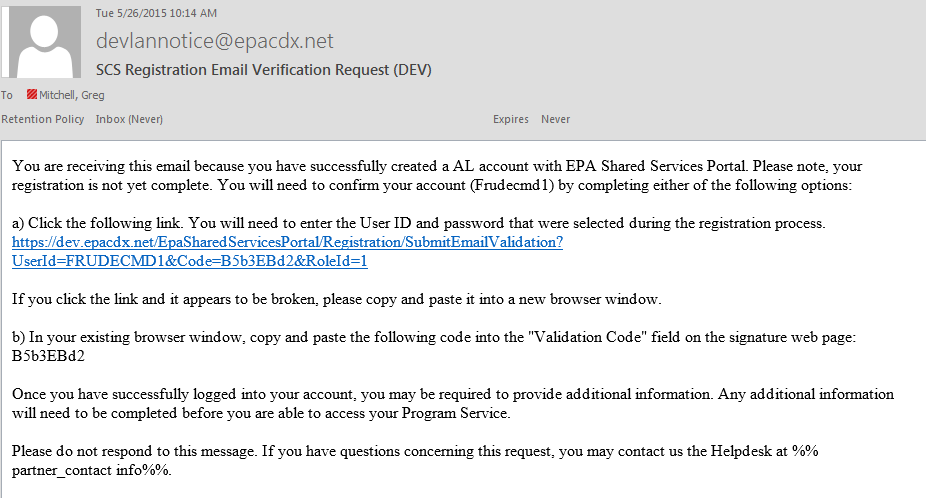 Tue 5/26/2015 10:14 AM
devlannotice@epacdx.net
SCS Registration Email Verification Request (DEV)
To Mitchell, Greg
Retention Policy Inbox (Never) Expires Never
You are receiving this email because you have successfully created a AL account with EPA Shared Services Portal. Please note, your
registration is not yet complete. You will need to confirm your account (Frudecmd1) by completing either of the following options:
a) Click the following link. You will need to enter the User ID and password that were selected during the registration process.
https://dev.epacdx.net/EpaSharedServicesPortal/Registration/SubmitEmailValidation?
UserId=FRUDECMD1&Code=B5b3EBd2&RoleId=1
If you click the link and it appears to be broken, please copy and paste it into a new browser window.
b) In your existing browser window, copy and paste the following code into the "Validation Code" field on the signature web page:
B5b3EBd2
Once you have successfully logged into your account, you may be required to provide additional information. Any additional information
will need to be completed before you are able to access your Program Service.
Please do not respond to this message. If you have questions concerning this request, you may contact us the Helpdesk at %%
partner_contact info%%.